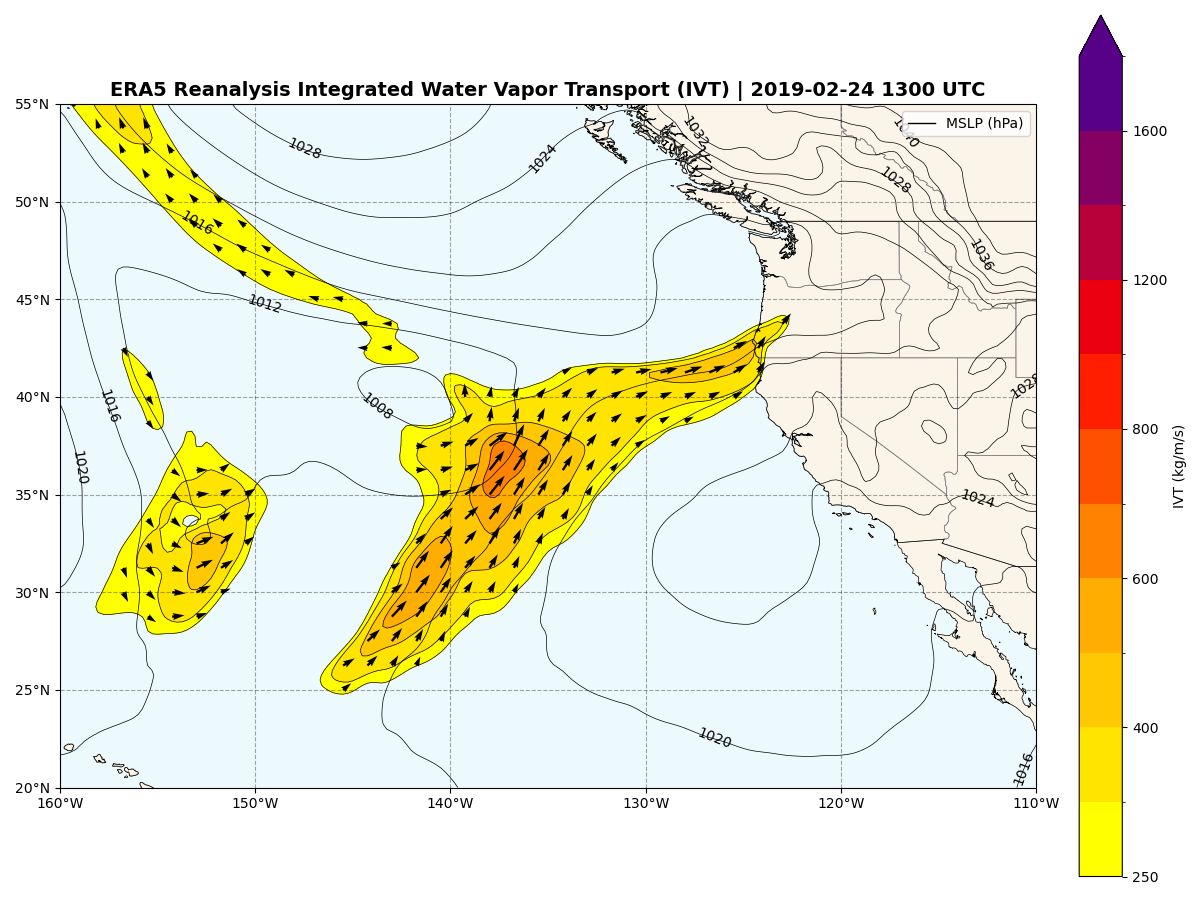 ERA5 Reanalysis Integrated Water Vapor Transport (IVT) | 2019-02-24 1300 UTC
MSLP (hPa)
55°N
50°N
45°N
40°N
35°N
30°N
25°N
20°N
160°W
150°W
140°W
130°W
120°W
110°W
1028
1024
1032
1028
1036
1016
1012
1016
1008
1020
1028
1024
1020
1016
1600
1200
800
600
400
250
IVT (kg/m/s)